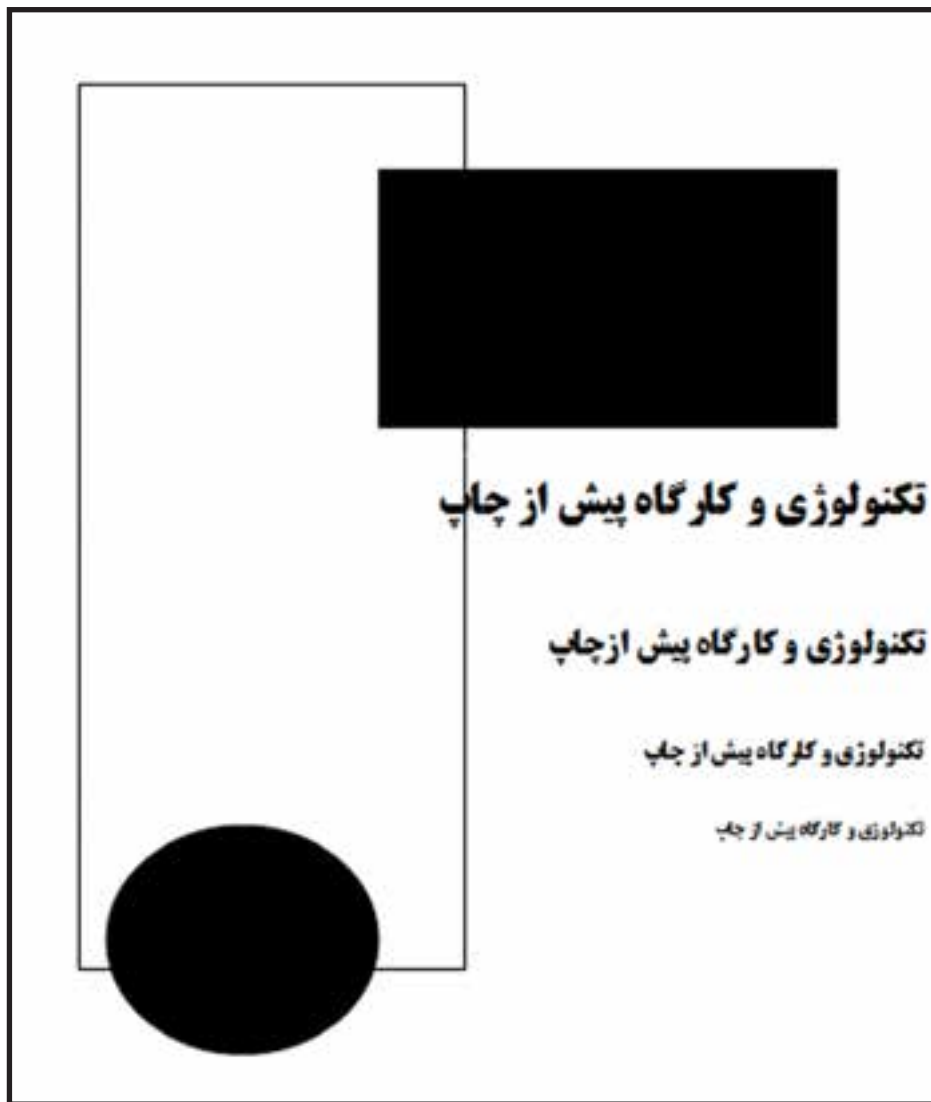 تکنولوژی و کارگاه پیش از چاپ
تکنولوژی و کارگاه پیش ازچاپ
تکنولوژی و کارگاه پیش از چاپ
تکنولوژی و کارگاه پیش از چاپ